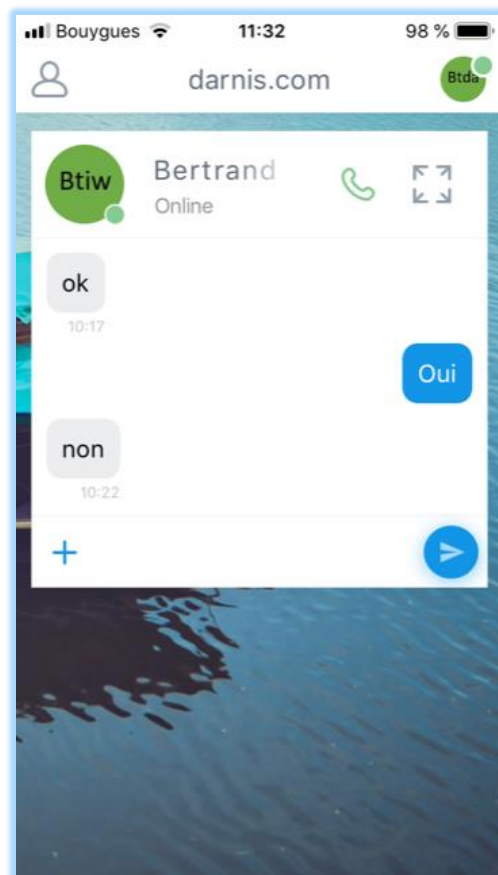 Bouygues 11:32 98 %
darnis.com Btda
Btiw Bertrand
Online
ok
10:17
Oui
non
10:22